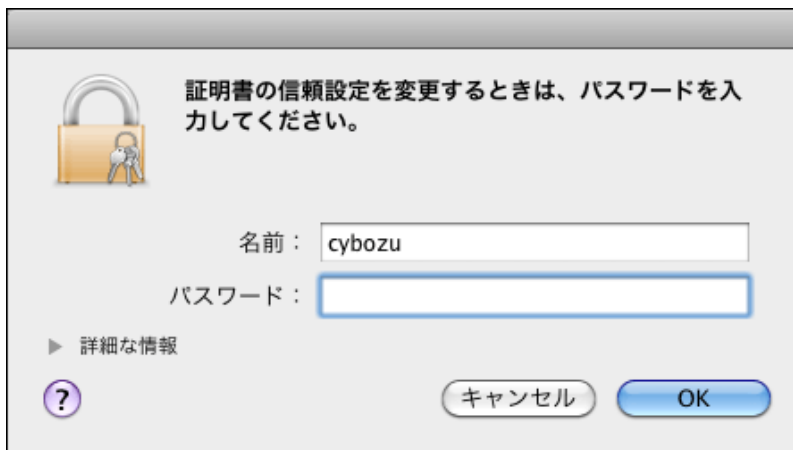 証明書の信頼設定を変更するときは、パスワードを入
力してください。
名前：cybozu
パスワード：
▶ 詳細な情報
?
キャンセル OK